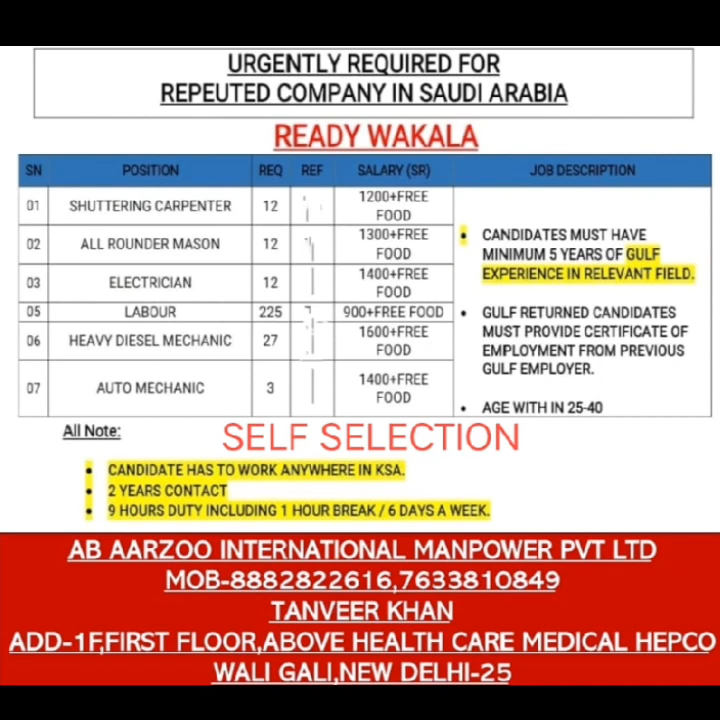 URGENTLY REQUIRED FOR
REPEUTED COMPANY IN SAUDI ARABIA
READY WAKALA
SN POSITION REQ REF SALARY (SR) JOB DESCRIPTION
01 SHUTTERING CARPENTER 12 1200+FREE
FOOD
02 ALL ROUNDER MASON 12 1300+FREE
FOOD
03 ELECTRICIAN 12 1400+FREE
FOOD
05 LABOUR 225 900+FREE FOOD
06 HEAVY DIESEL MECHANIC 27 1600+FREE
FOOD
07 AUTO MECHANIC 3 1400+FREE
FOOD
• CANDIDATES MUST HAVE
MINIMUM 5 YEARS OF GULF
EXPERIENCE IN RELEVANT FIELD.
• GULF RETURNED CANDIDATES
MUST PROVIDE CERTIFICATE OF
EMPLOYMENT FROM PREVIOUS
GULF EMPLOYER.
• AGE WITH IN 25-40
All Note:
SELF SELECTION
• CANDIDATE HAS TO WORK ANYWHERE IN KSA.
• 2 YEARS CONTACT
• 9 HOURS DUTY INCLUDING 1 HOUR BREAK / 6 DAYS A WEEK.
AB AARZOO INTERNATIONAL MANPOWER PVT LTD
MOB-8882822616,7633810849
TANVEER KHAN
ADD-1F,FIRST FLOOR,ABOVE HEALTH CARE MEDICAL HEPCO
WALI GALI,NEW DELHI-25